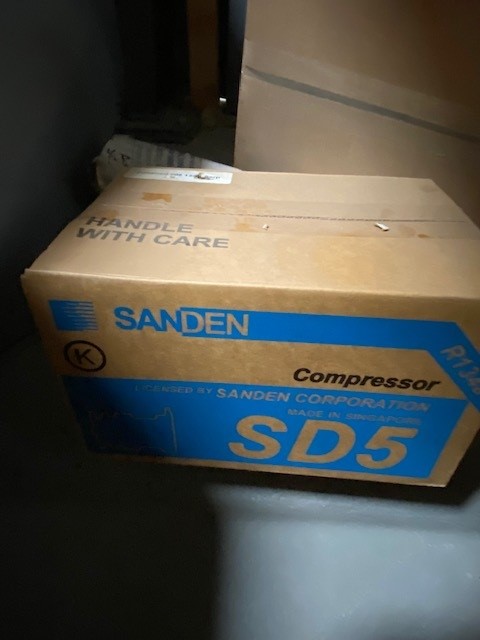 HANDLE
WITH CARE
SANDEN
K
R134a
Compressor
LICENSED BY SANDEN CORPORATION
MADE IN SINGAPORE
SD5